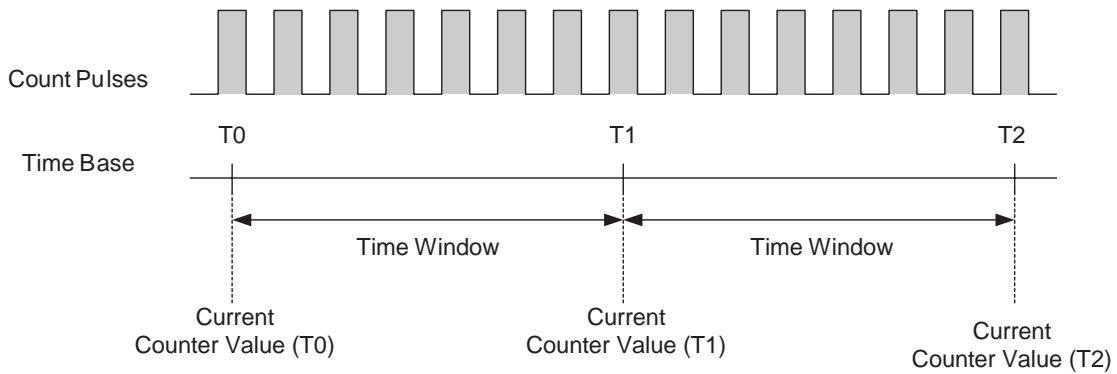 Count Pulses
T0
T1
T2
Time Base
Time Window
Time Window
Current
Counter Value (T0)
Current
Counter Value (T1)
Current
Counter Value (T2)